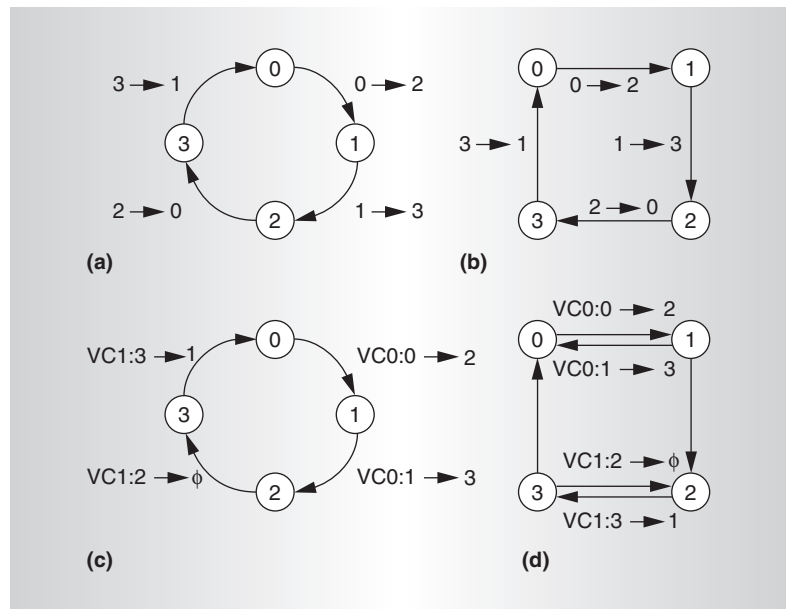 0
3 → 1
0 → 2
3
1
2 → 0
1 → 3
2
(a)
0
1
0 → 2
3 → 1
1 → 3
2 → 0
3
2
(b)
0
VC1:3 → 1
VC0:0 → 2
3
1
VC1:2 → ϕ
VC0:1 → 3
2
(c)
VC0:0 → 2
0
1
VC0:1 → 3
VC1:2 → ϕ
3
2
VC1:3 → 1
(d)